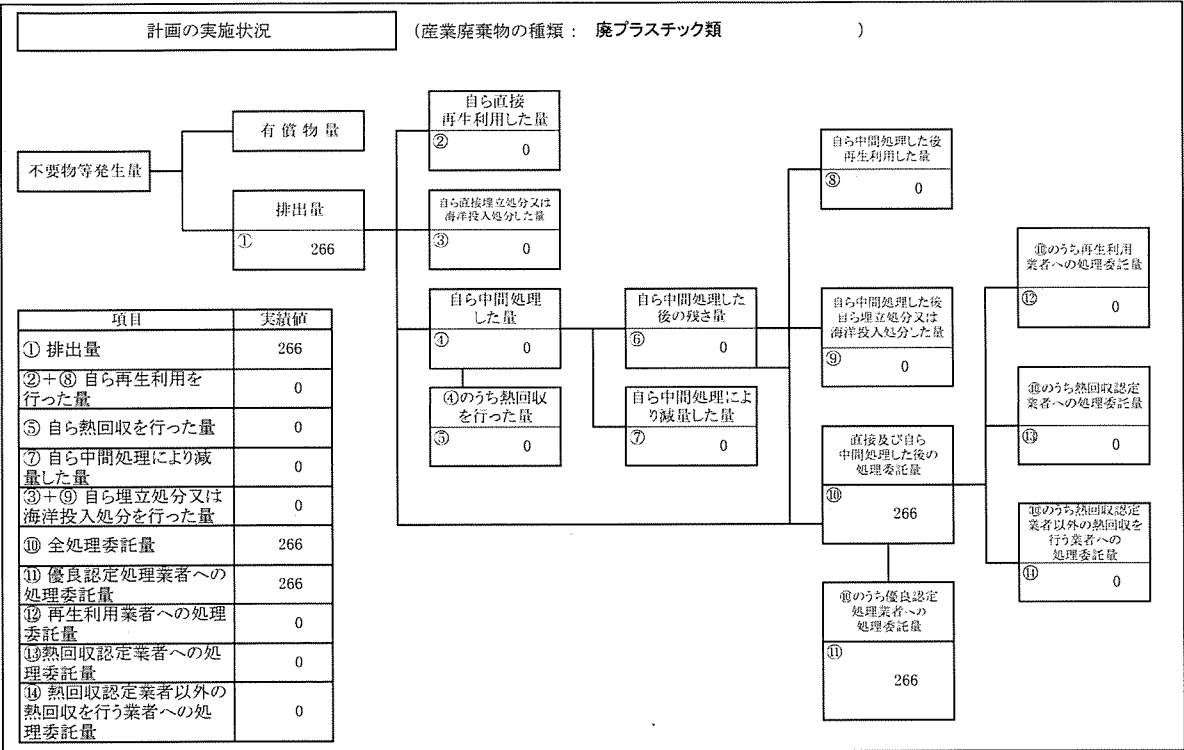 計画の実施状況
(産業廃棄物の種類： 廃プラスチック類 )
不要物等発生量
有償物量
排出量
①
266
自ら直接
再生利用した量
②
0
自ら直接埋立処分又は
海洋投入処分した量
③
0
自ら中間処理
した量
④
0
④のうち熱回収
を行った量
⑤
0
自ら中間処理した
後の残さ量
⑥
0
自ら中間処理によ
り減量した量
⑦
0
自ら中間処理した後
再生利用した量
⑧
0
自ら中間処理した後
自ら埋立処分又は
海洋投入処分した量
⑨
0
直接及び自ら
中間処理した後の
処理委託量
⑩
266
⑩のうち優良認定
処理業者への
処理委託量
⑪
266
⑩のうち再生利用
業者への処理委託量
⑫
0
⑩のうち熱回収認定
業者への処理委託量
⑬
0
⑩のうち熱回収認定
業者以外の熱回収を
行う業者への
処理委託量
⑭
0
項目 実績値
① 排出量 266
②＋⑧ 自ら再生利用を
行った量 0
⑤ 自ら熱回収を行った量 0
⑦ 自ら中間処理により減
量した量 0
③＋⑨ 自ら埋立処分又は
海洋投入処分を行った量 0
⑩ 全処理委託量 266
⑪ 優良認定処理業者への
処理委託量 266
⑫ 再生利用業者への処理
委託量 0
⑬熱回収認定業者への処
理委託量 0
⑭ 熱回収認定業者以外の
熱回収を行う業者への処
理委託量 0